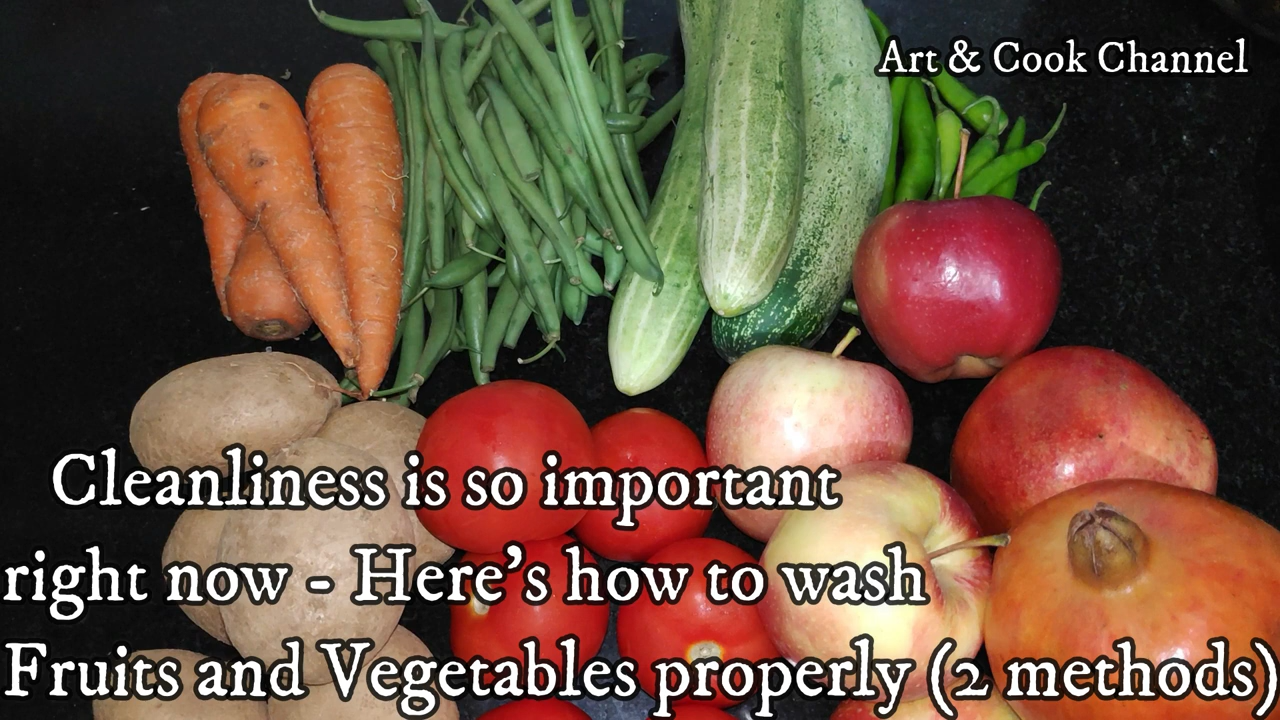 Art & Cook Channel
Cleanliness is so important
right now - Here's how to wash
Fruits and Vegetables properly (2 methods)